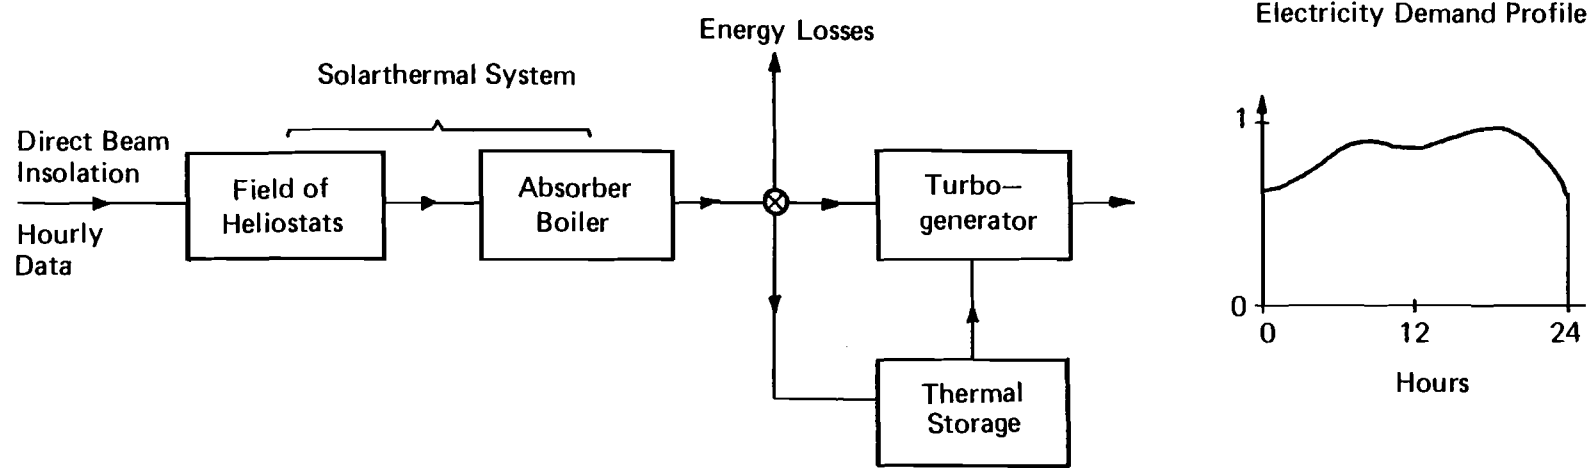 Energy Losses
Electricity Demand Profile
Solarthermal System
Direct Beam
Insolation
Hourly
Data
Field of
Heliostats
Absorber
Boiler
Turbo—
generator
Thermal
Storage
1
0
0 12 24
Hours